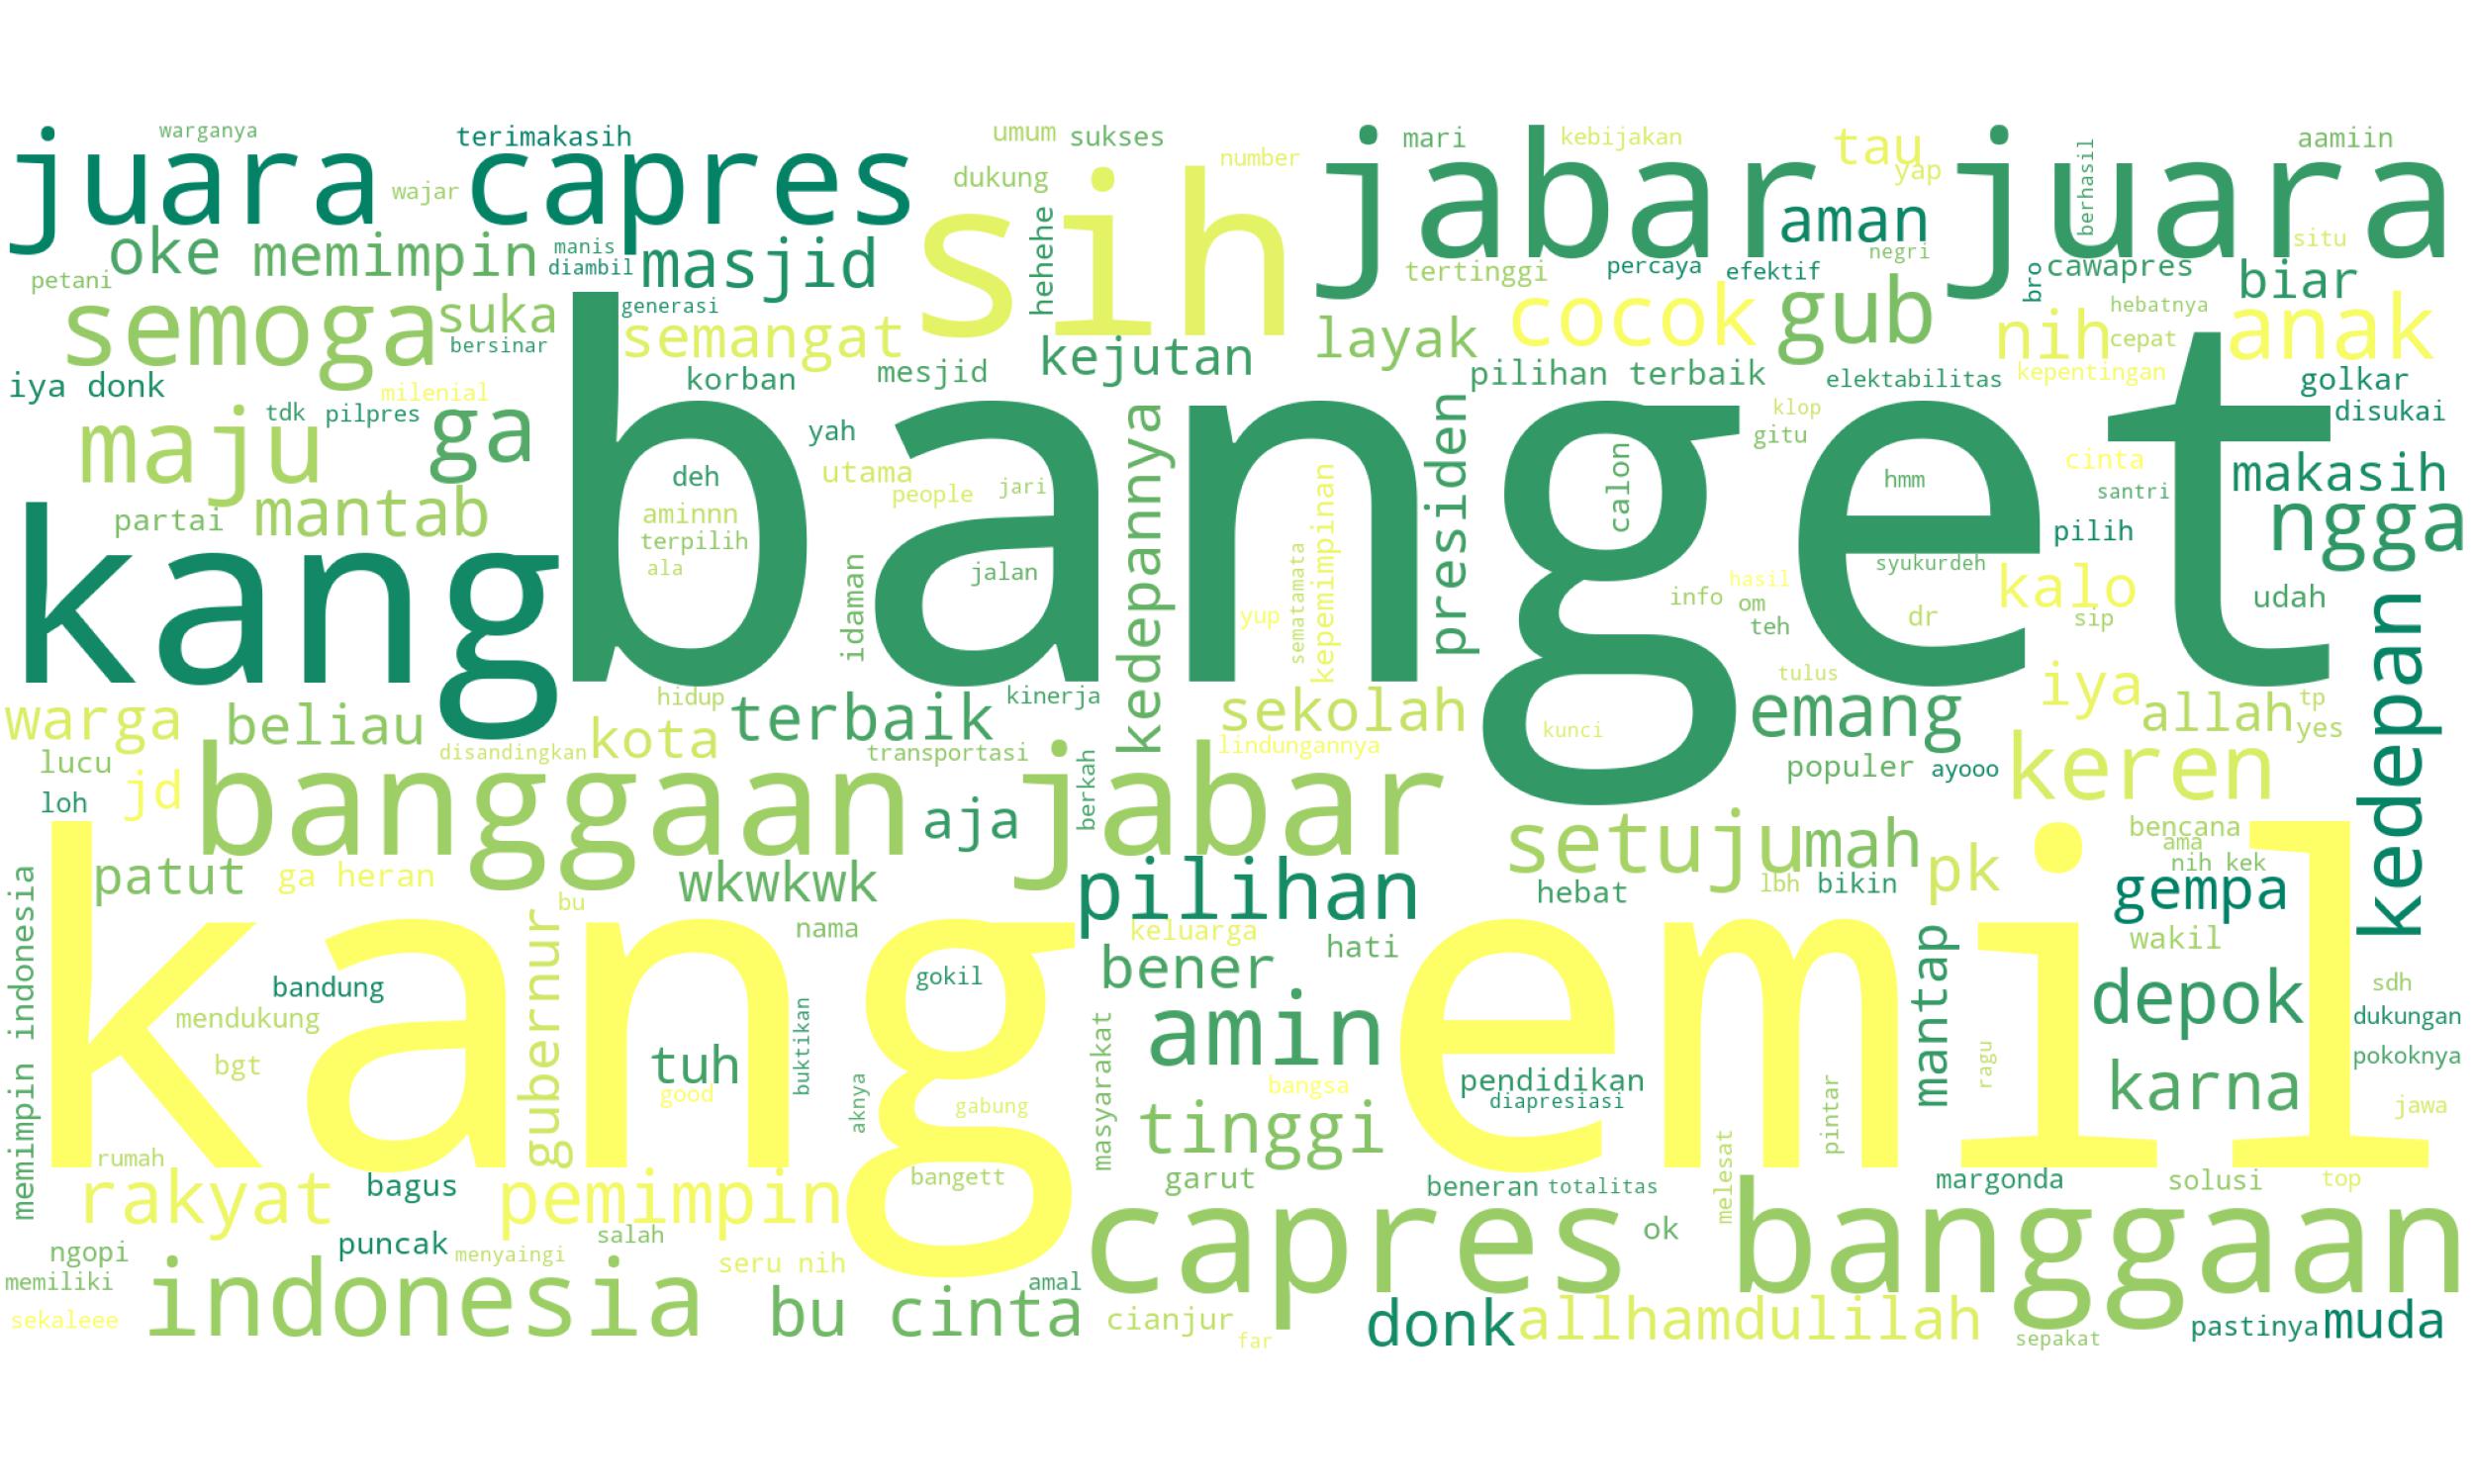 warganya
terimakasih
umum
sukses
mari
kebijakan
tau
aamiin
juara capres
wajar
dukung
number
sih
jabar
yap
juara
berhasil
hehehe
oke
memimpin
manis
diambil
masjid
aman
negri
situ
petani
tertinggi
percaya
efektif
bro
cawapres
biar
semoga
suka
generasi
semangat
bersinar
kejutan
layak
cocok
gub
nih
hebatnya
cepat
anak
iya donk
milenial
korban
mesjid
pilihan terbaik
elektabilitas
kepentingan
golkar
disukai
maju
tdk
pilpres
ga
banget
yah
kedepannya
presiden
klop
gitu
cinta
makasih
partai
mantab
deh
utama
people
jari
calon
hmm
santri
ngga
kang
aminnn
terpilih
ala
idaman
jalan
yup
sematamata
kepemimpinan
info
hasil
om
teh
syukurdeh
dr
pilih
kalo
sip
udah
kedepan
warga
beliau
hidup
kota
terbaik
kinerja
sekolah
kunci
tulus
emang
iya
allah
tp
yes
lucu
disandingkan
transportasi
lindungannya
populer
ayooo
keren
jd
loh
banggaan jabar
aja
berkah
setuju
mah
bencana
ama
nih kek
patut
ga heran
wkwkwk
pilihan
hebat
lbh
bikin
pk
gempa
memimpin indonesia
kang emil
bu
gubernur
nama
keluarga
hati
wakil
bandung
gokil
bener
mantap
depok
sdh
mendukung
dukungan
bgt
tuh
good
buktikan
aknya
gabung
masyarakat
amin
bangsa
pendidikan
diapresiasi
pintar
ragu
pokoknya
karna
jawa
tinggi
rumah
rakyat
bagus
pemimpin
bangett
garut
beneran
totalitas
melesat
margonda
solusi
top
ngopi
puncak
menyaingi
salah
seru nih
capres
ok
banggaan
memiliki
indonesia
amal
sekaleee
bu cinta
cianjur
far
donk
allhamdulilah
sepakat
pastinya
muda